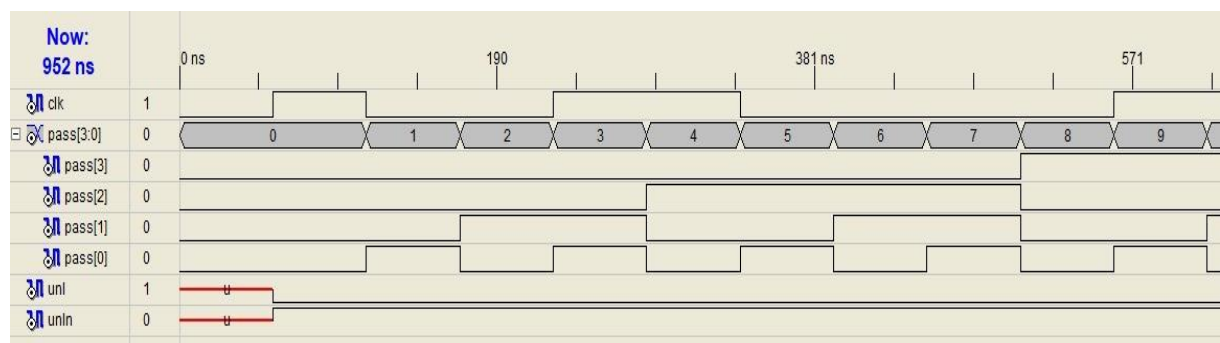 Now:
952 ns
0 ns 190 381 ns 571
clk 1
pass[3:0] 0 0 1 2 3 4 5 6 7 8 9
pass[3] 0
pass[2] 0
pass[1] 0
pass[0] 0
unl 1 u
unln 0 u